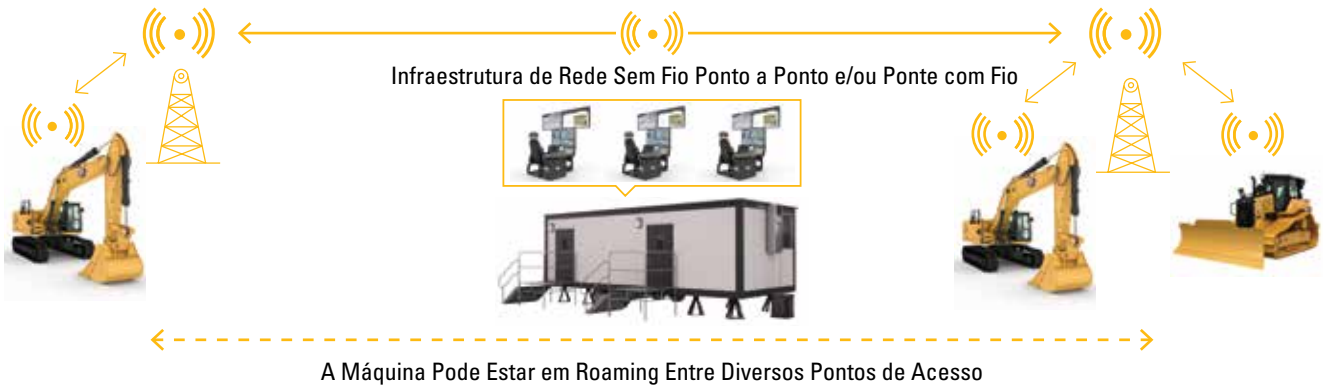 Infraestrutura de Rede Sem Fio Ponto a Ponto e/ou Ponte com Fio
A Máquina Pode Estar em Roaming Entre Diversos Pontos de Acesso